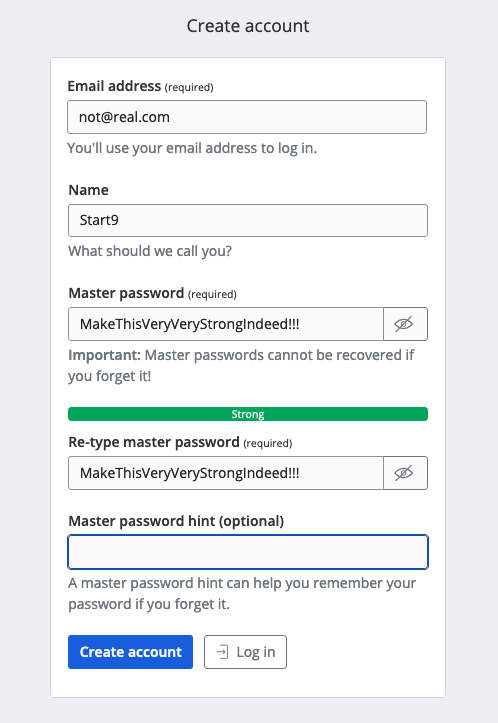 Create account
Email address (required)
not@real.com
You'll use your email address to log in.
Name
Start9
What should we call you?
Master password (required)
MakeThisVeryVeryStrongIndeed!!!
Important: Master passwords cannot be recovered if
you forget it!
Strong
Re-type master password (required)
MakeThisVeryVeryStrongIndeed!!!
Master password hint (optional)
A master password hint can help you remember your
password if you forget it.
Create account
Log in